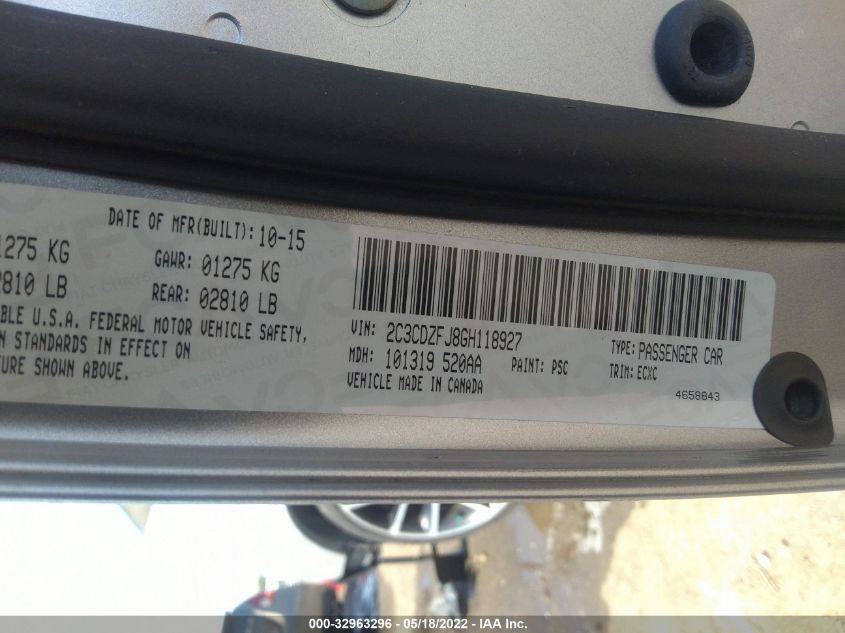 DATE OF MFR(BUILT): 10-15
1275 KG GAWR: 01275 KG
2810 LB REAR: 02810 LB
BLE U.S.A. FEDERAL MOTOR VEHICLE SAFETY,
N STANDARDS IN EFFECT ON
TURE SHOWN ABOVE.
VIN: 2C3CDZFJ8GH118927 TYPE: PASSENGER CAR
MDH: 101319 520AA PAINT: PSC TRIM: ECXC
VEHICLE MADE IN CANADA 4658843
000-32963296 - 05/18/2022 - IAA Inc.